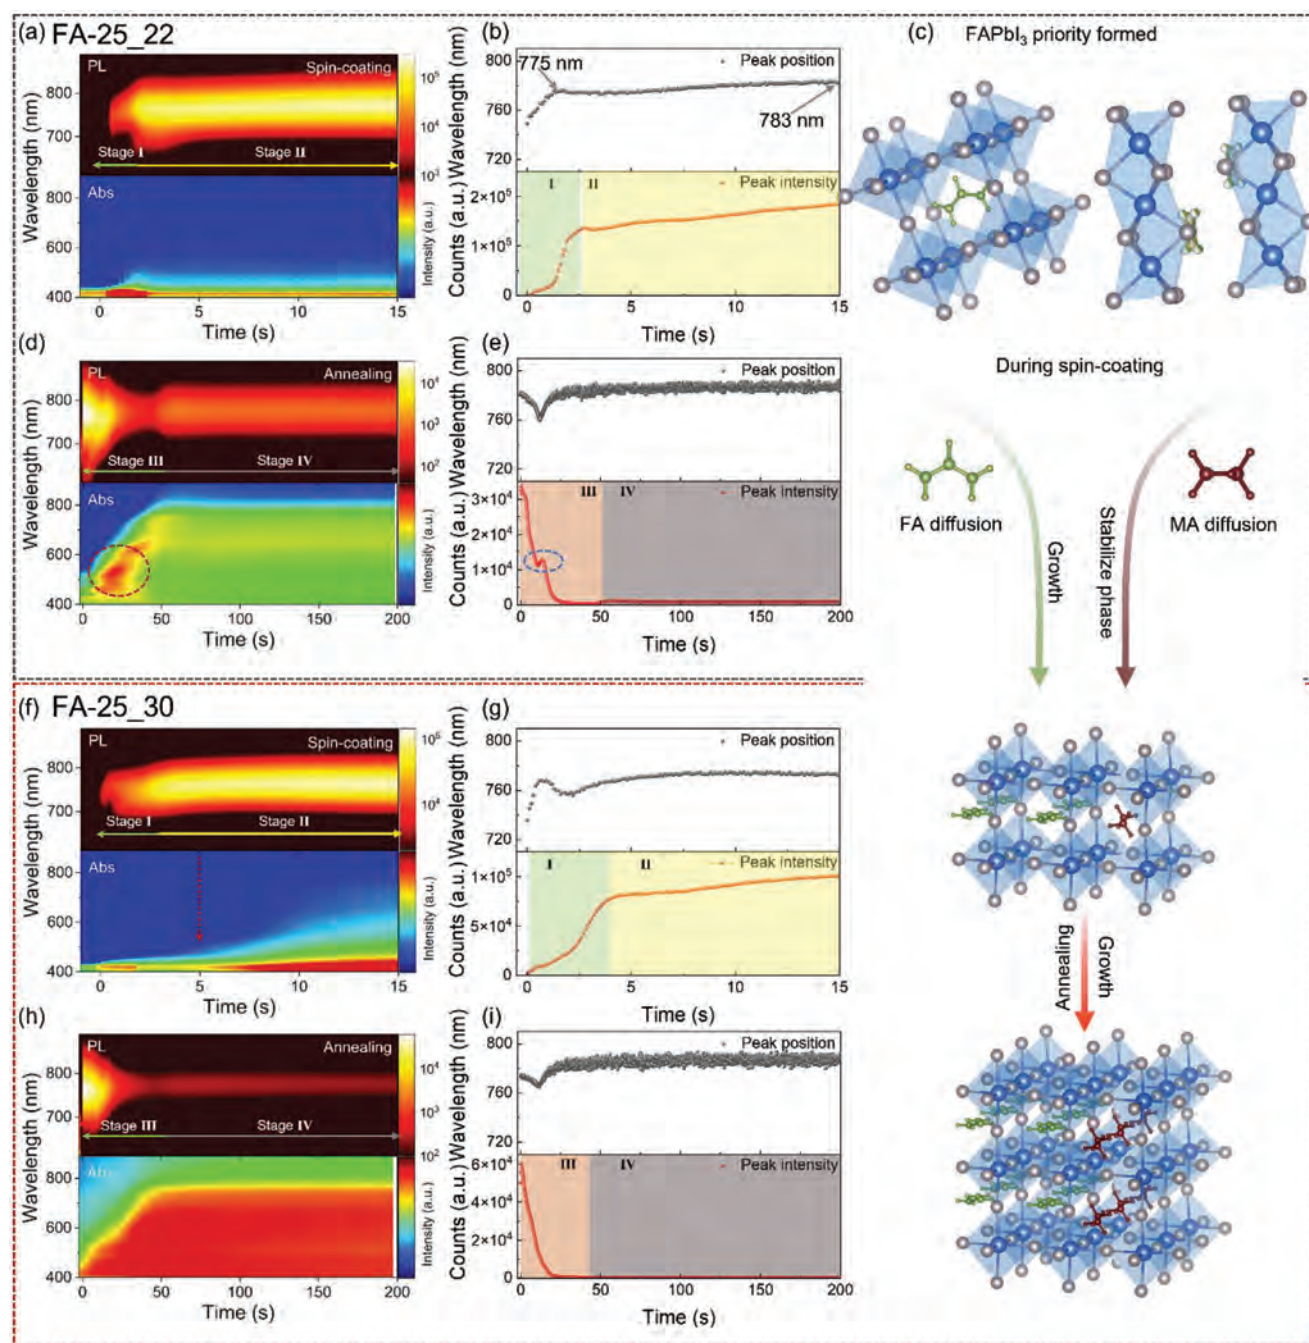 (a) FA-25_22
PL
Spin-coating
Wavelength (nm)
800
700
Stage I
Stage II
Abs
800
600
400
0
5
10
15
Time (s)
Intensity (a.u.)
10⁵
10⁴
10³
(b)
Peak position
775 nm
783 nm
Wavelength (nm)
800
760
720
I
II
Peak intensity
Counts (a.u.)
2×10⁵
1×10⁵
0
0
5
10
15
Time (s)
(c)
FAPbI₃ priority formed
During spin-coating
FA diffusion
MA diffusion
Growth
Stabilize phase
Annealing
Growth
(d)
PL
Annealing
Wavelength (nm)
800
700
Stage III
Stage IV
Abs
800
600
400
0
50
100
150
200
Time (s)
Intensity (a.u.)
10⁴
10³
10²
(e)
Peak position
Wavelength (nm)
800
760
720
III
IV
Peak intensity
Counts (a.u.)
3×10⁴
2×10⁴
1×10⁴
0
0
50
100
150
200
Time (s)
(f) FA-25_30
PL
Spin-coating
Wavelength (nm)
800
700
Stage I
Stage II
Abs
800
600
400
0
5
10
15
Time (s)
Intensity (a.u.)
10⁵
10⁴
(g)
Peak position
Wavelength (nm)
800
760
720
I
II
Peak intensity
Counts (a.u.)
1×10⁵
5×10⁴
0
0
5
10
15
Time (s)
(h)
PL
Annealing
Wavelength (nm)
800
700
Stage III
Stage IV
Abs
800
600
400
0
50
100
150
200
Time (s)
Intensity (a.u.)
10⁴
10³
10²
(i)
Peak position
Wavelength (nm)
800
760
720
III
IV
Peak intensity
Counts (a.u.)
6×10⁴
4×10⁴
2×10⁴
0
0
50
100
150
200
Time (s)